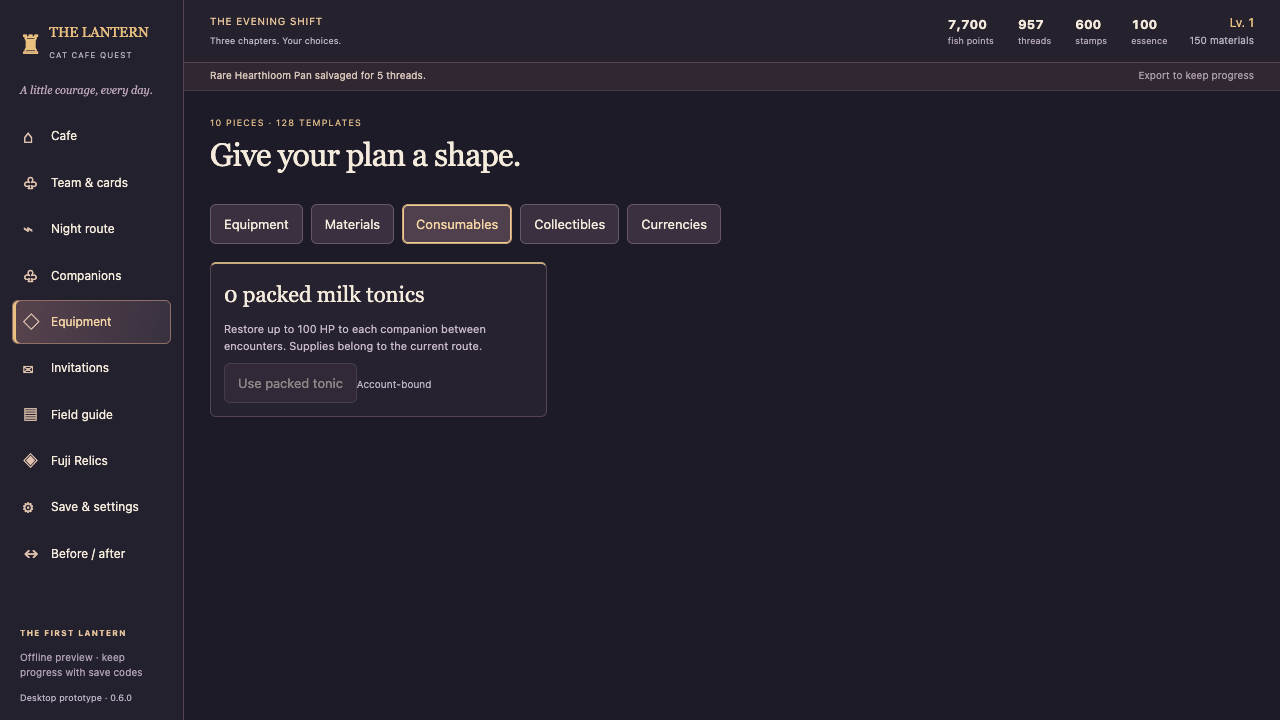 THE LANTERN
CAT CAFE QUEST
A little courage, every day.
Cafe
Team & cards
Night route
Companions
Equipment
Invitations
Field guide
Fuji Relics
Save & settings
Before / after
THE FIRST LANTERN
Offline preview · keep
progress with save codes
Desktop prototype · 0.6.0
THE EVENING SHIFT
Three chapters. Your choices.
7,700
fish points
957
threads
600
stamps
100
essence
Lv. 1
150 materials
Rare Hearthloom Pan salvaged for 5 threads.
Export to keep progress
10 PIECES · 128 TEMPLATES
Give your plan a shape.
Equipment
Materials
Consumables
Collectibles
Currencies
0 packed milk tonics
Restore up to 100 HP to each companion between
encounters. Supplies belong to the current route.
Use packed tonic
Account-bound